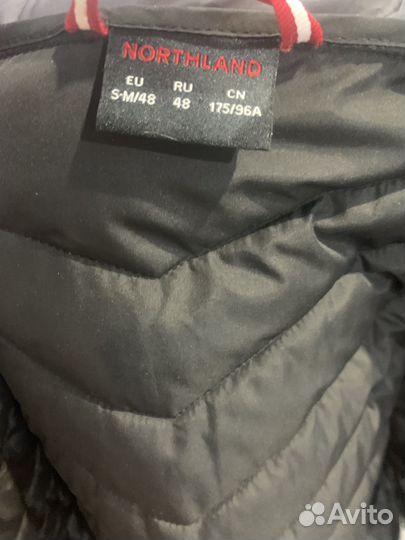 NORTHLAND
EU RU CN
S-M/48 48 175/96A
Avito